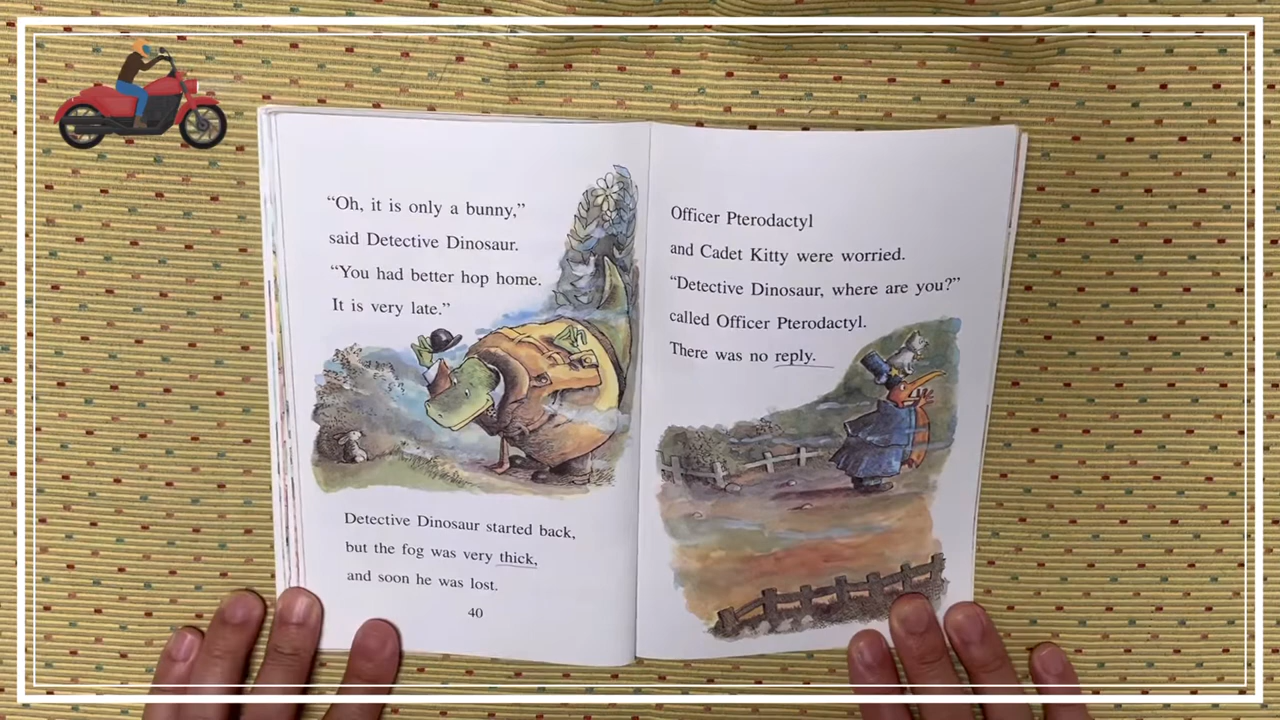 “Oh, it is only a bunny,”
said Detective Dinosaur.
“You had better hop home.
It is very late.”
Detective Dinosaur started back,
but the fog was very thick,
and soon he was lost.
40
Officer Pterodactyl
and Cadet Kitty were worried.
“Detective Dinosaur, where are you?”
called Officer Pterodactyl.
There was no reply.